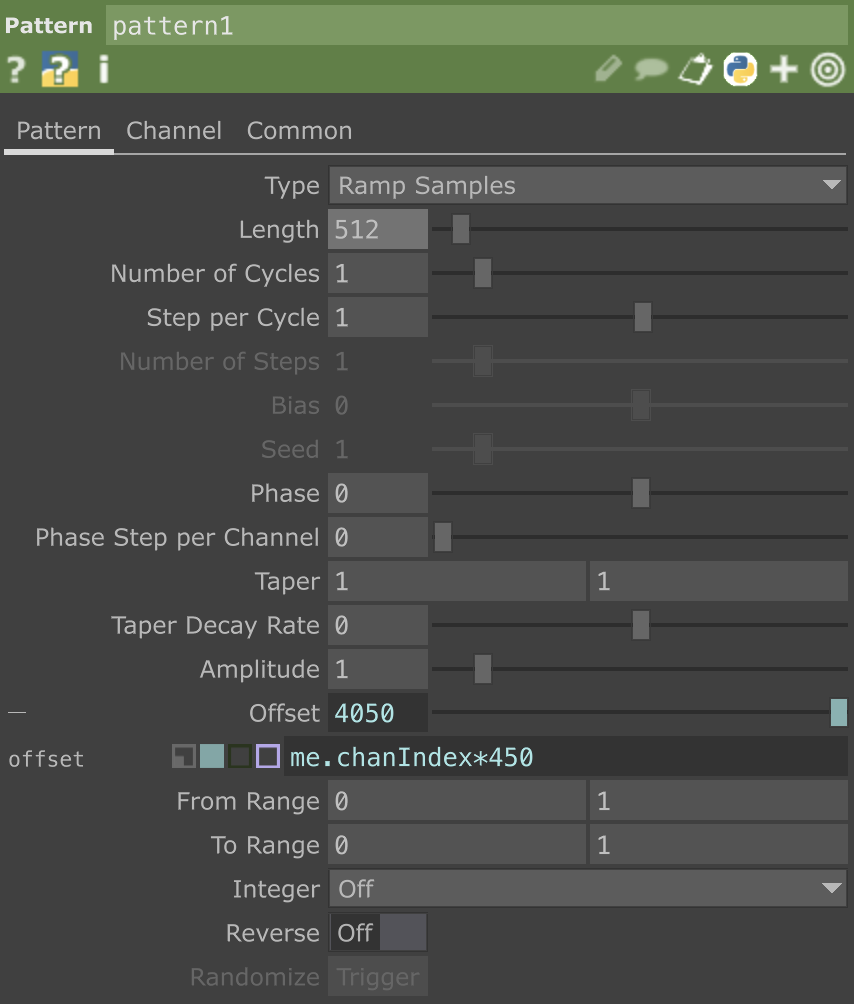 Pattern pattern1
? ? i
Pattern Channel Common
Type Ramp Samples
Length 512
Number of Cycles 1
Step per Cycle 1
Number of Steps 1
Bias 0
Seed 1
Phase 0
Phase Step per Channel 0
Taper 1 1
Taper Decay Rate 0
Amplitude 1
Offset 4050
offset me.chanIndex*450
From Range 0 1
To Range 0 1
Integer Off
Reverse Off
Randomize Trigger